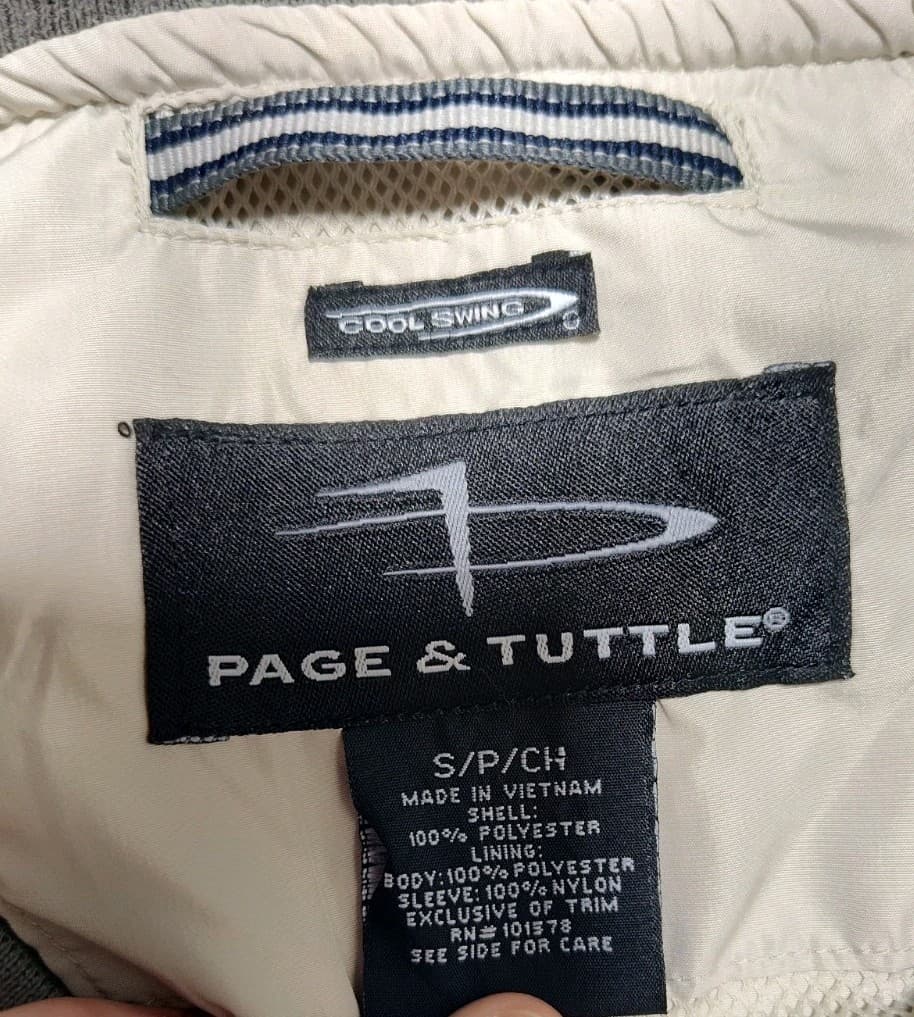 COOL SWING
PAGE & TUTTLE®
S/P/CH
MADE IN VIETNAM
SHELL:
100% POLYESTER
LINING:
BODY:100% POLYESTER
SLEEVE: 100% NYLON
EXCLUSIVE OF TRIM
RN# 101578
SEE SIDE FOR CARE